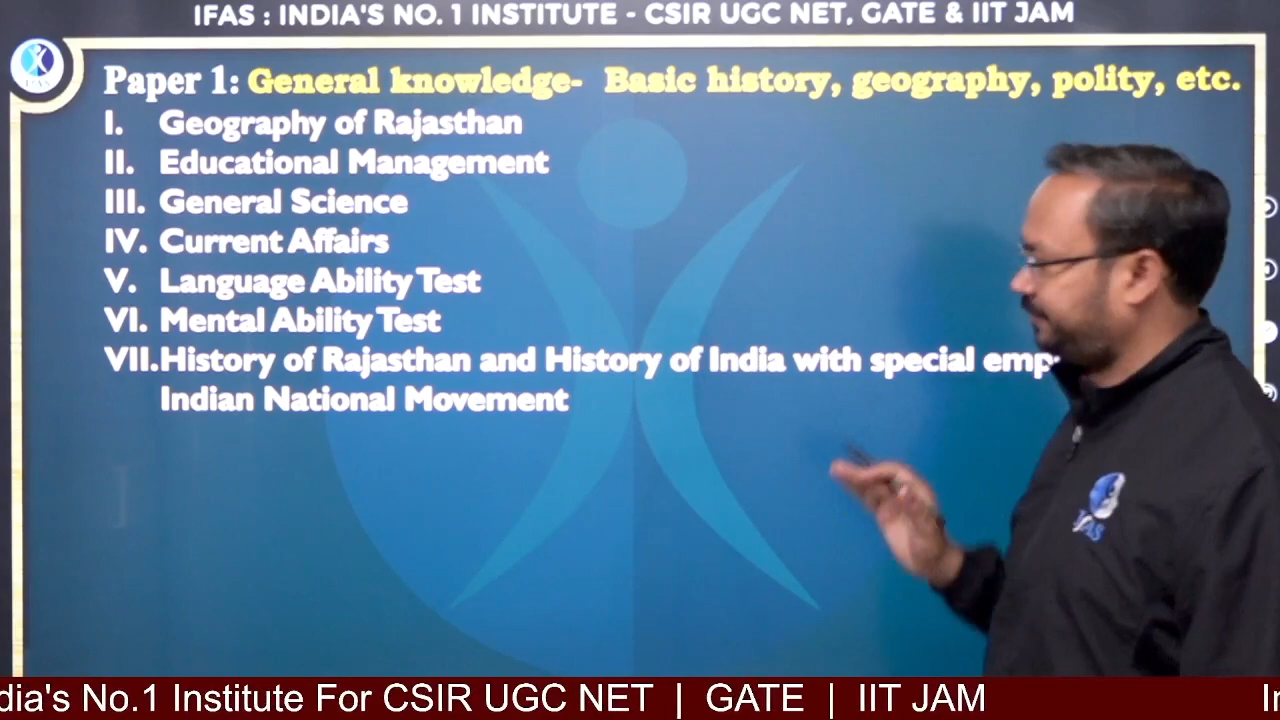 IFAS : INDIA'S NO. 1 INSTITUTE - CSIR UGC NET, GATE & IIT JAM
Paper 1: General knowledge- Basic history, geography, polity, etc.
I. Geography of Rajasthan
II. Educational Management
III. General Science
IV. Current Affairs
V. Language Ability Test
VI. Mental Ability Test
VII. History of Rajasthan and History of India with special emp
Indian National Movement
IFAS
dia's No.1 Institute For CSIR UGC NET | GATE | IIT JAM In